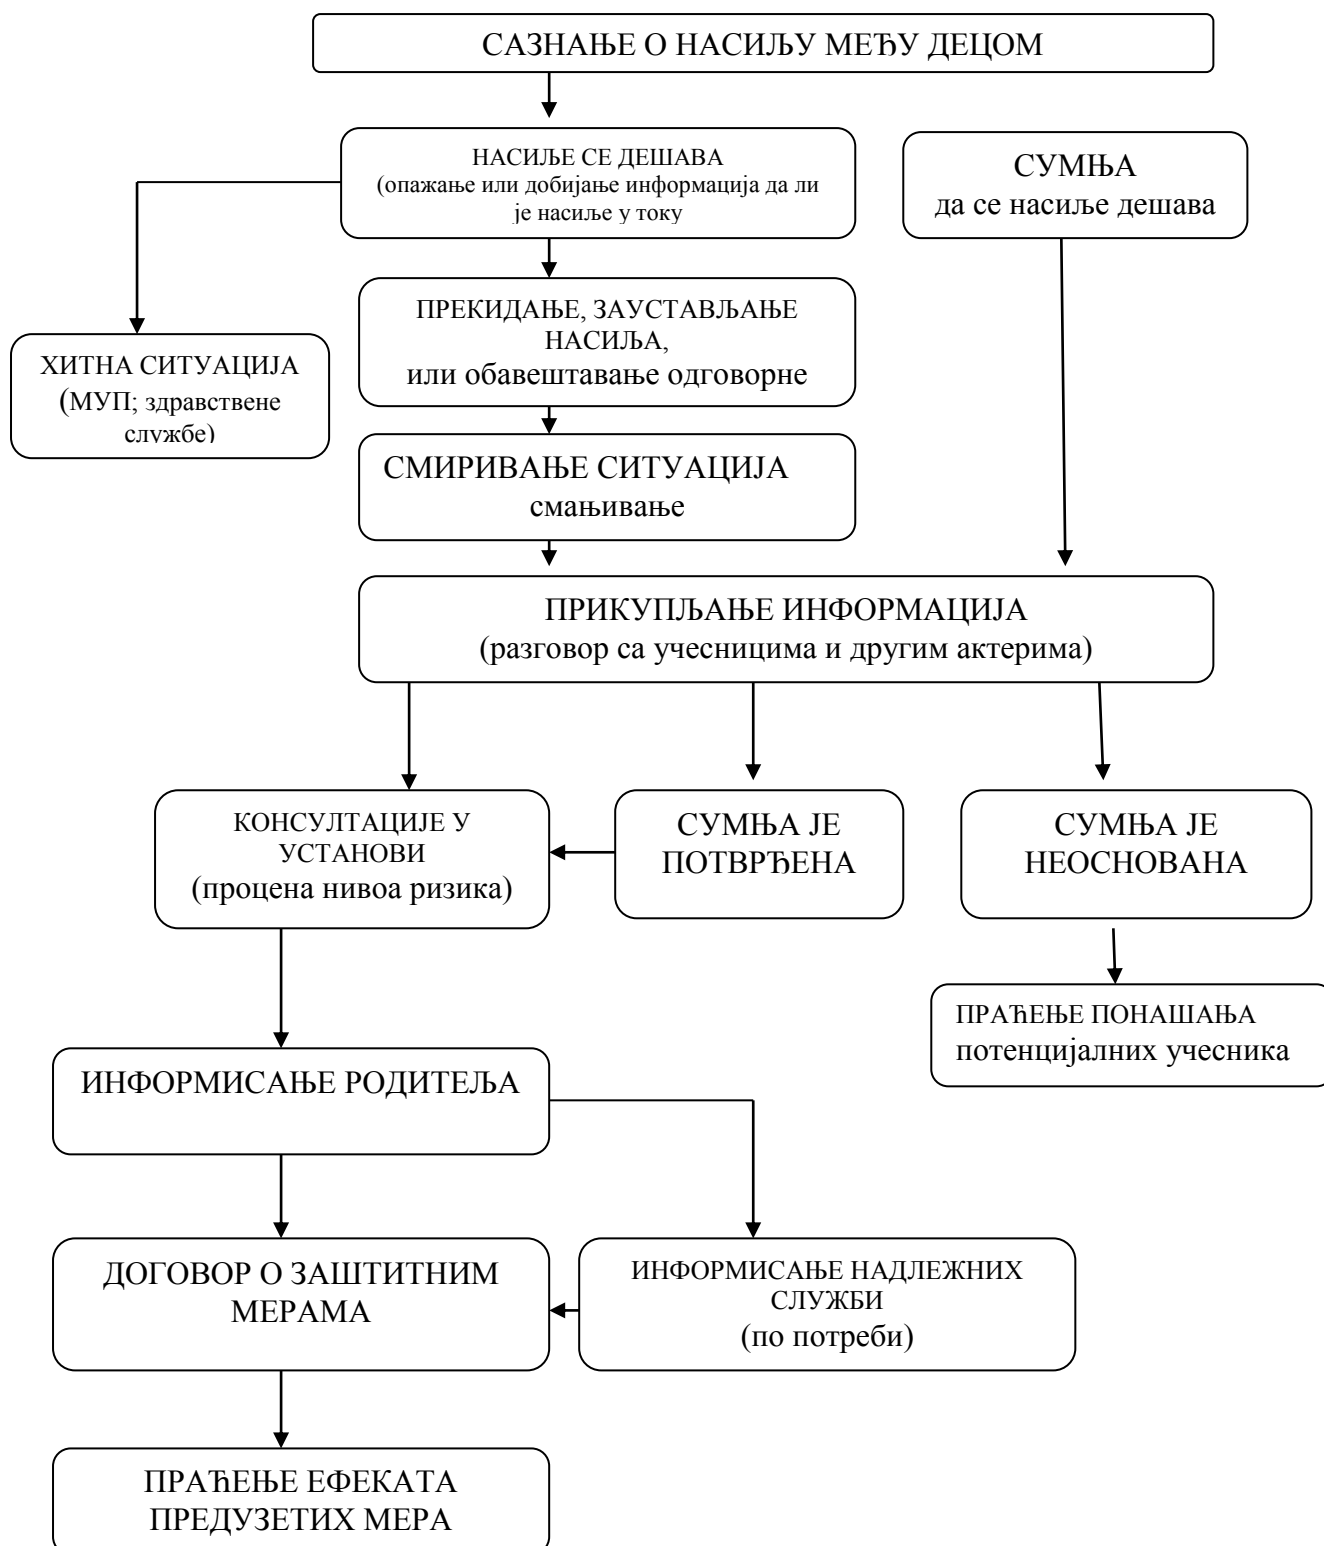 САЗНАЊЕ О НАСИЉУ МЕЂУ ДЕЦОМ
НАСИЉЕ СЕ ДЕШАВА
(опажање или добијање информација да ли
је насиље у току
СУМЊА
да се насиље дешава
ПРЕКИДАЊЕ, ЗАУСТАВЉАЊЕ
НАСИЉА,
или обавештавање одговорне
ХИТНА СИТУАЦИЈА
(МУП; здравствене
службе)
СМИРИВАЊЕ СИТУАЦИЈА
смањивање
ПРИКУПЉАЊЕ ИНФОРМАЦИЈА
(разговор са учесницима и другим актерима)
КОНСУЛТАЦИЈЕ У
УСТАНОВИ
(процена нивоа ризика)
СУМЊА ЈЕ
ПОТВРЂЕНА
СУМЊА ЈЕ
НЕОСНОВАНА
ПРАЋЕЊЕ ПОНАШАЊА
потенцијалних учесника
ИНФОРМИСАЊЕ РОДИТЕЉА
ДОГОВОР О ЗАШТИТНИМ
МЕРАМА
ИНФОРМИСАЊЕ НАДЛЕЖНИХ
СЛУЖБИ
(по потреби)
ПРАЋЕЊЕ ЕФЕКАТА
ПРЕДУЗЕТИХ МЕРА